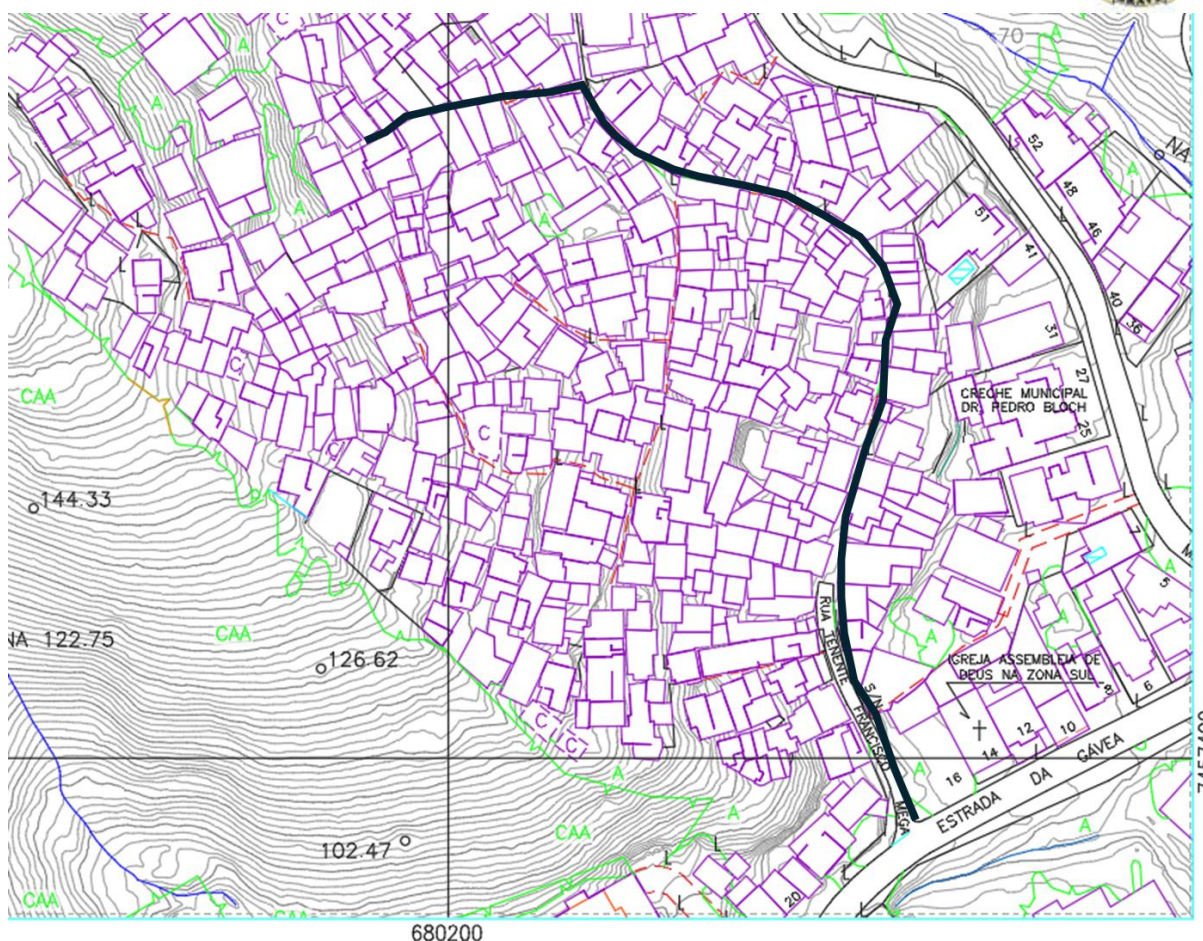 C
A
A
70
A
L
L
NA
52
48
46
51
41
40
36
31
27
25
A
A
L
L
L
C
CAA
CRECHE MUNICIPAL
DR. PEDRO BLOCH
C
C
144.33
L
L
L
A
5
NA 122.75
CAA
126.62
RUA TENENTE
FRANCISCO
MEGA
S/N
IGREJA ASSEMBLEIA DE
DEUS NA ZONA SUL
A
A
8
6
12
10
14
16
C
C
A
A
ESTRADA DA GÁVEA
CAA
102.47
A
L
L
L
20
L
L
CAA
CAA
680200